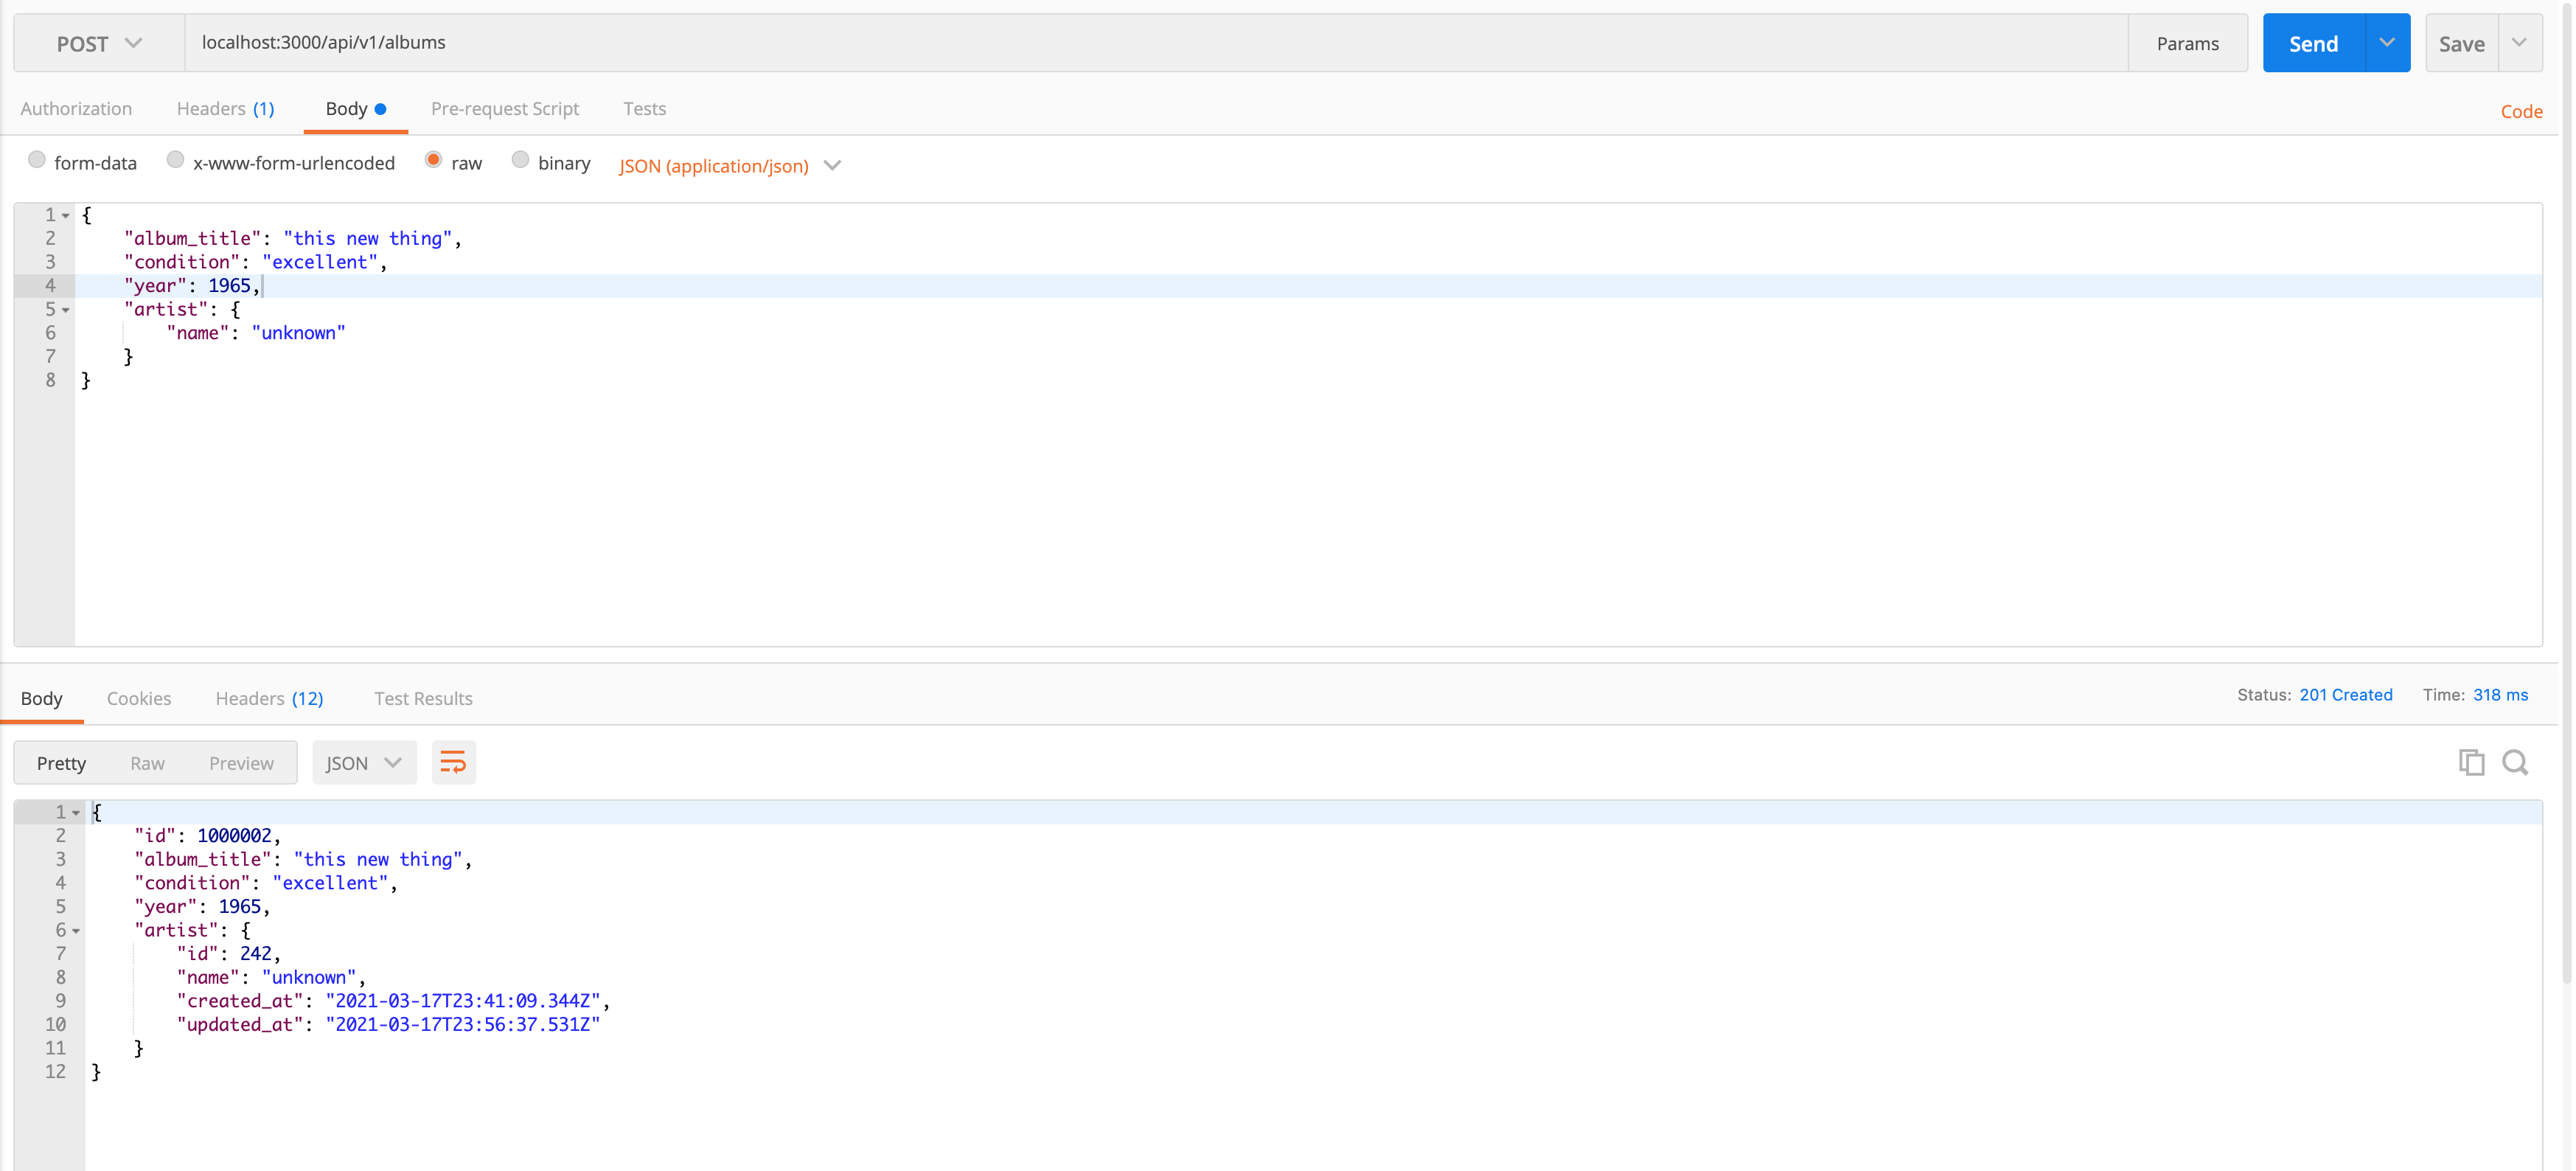 POST localhost:3000/api/v1/albums Params Send Save
Authorization Headers (1) Body Pre-request Script Tests Code
form-data x-www-form-urlencoded raw binary JSON (application/json)
1 {
2 "album_title": "this new thing",
3 "condition": "excellent",
4 "year": 1965,
5 "artist": {
6 "name": "unknown"
7 }
8 }
Body Cookies Headers (12) Test Results Status: 201 Created Time: 318 ms
Pretty Raw Preview JSON
1 {
2 "id": 1000002,
3 "album_title": "this new thing",
4 "condition": "excellent",
5 "year": 1965,
6 "artist": {
7 "id": 242,
8 "name": "unknown",
9 "created_at": "2021-03-17T23:41:09.344Z",
10 "updated_at": "2021-03-17T23:56:37.531Z"
11 }
12 }